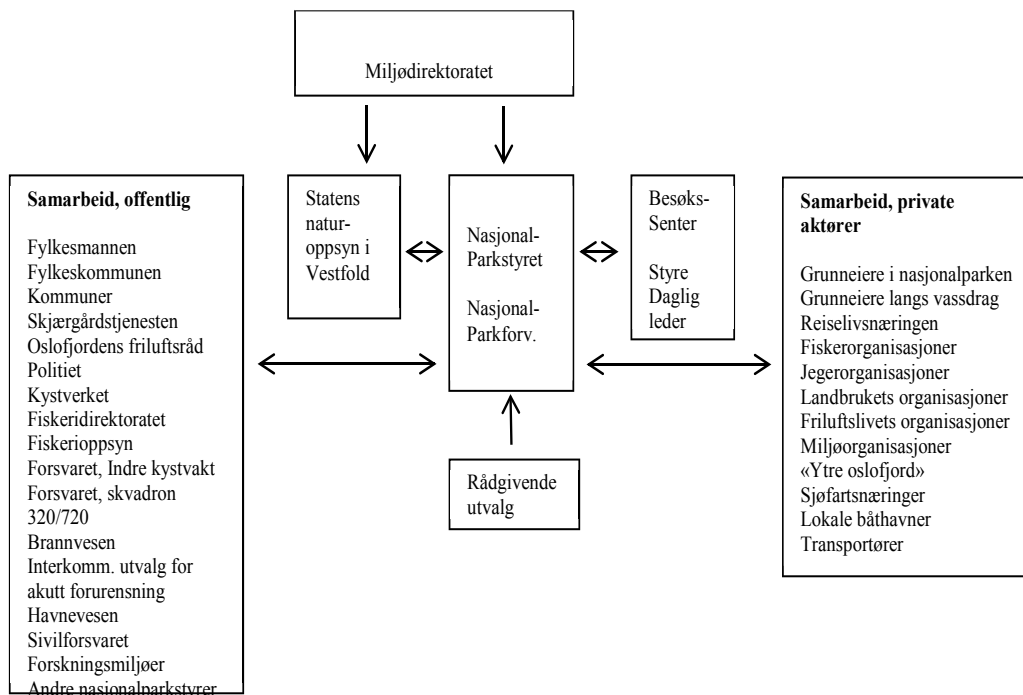 Miljødirektoratet
Samarbeid, offentlig
Fylkesmannen
Fylkeskommunen
Kommuner
Skjærgårdstjenesten
Oslofjordens friluftsråd
Politiet
Kystverket
Fiskeridirektoratet
Fiskerioppsyn
Forsvaret, Indre kystvakt
Forsvaret, skvadron
320/720
Brannvesen
Interkomm. utvalg for
akutt forurensning
Havnevesen
Sivilforsvaret
Forskningsmiljøer
Andre nasjonalparkstyrer
Statens
natur-
oppsyn i
Vestfold
Nasjonal-
Parkstyret
Nasjonal-
Parkforv.
Besøks-
Senter
Styre
Daglig
leder
Rådgivende
utvalg
Samarbeid, private
aktører
Grunneiere i nasjonalparken
Grunneiere langs vassdrag
Reiselivsnæringen
Fiskerorganisasjoner
Jegerorganisasjoner
Landbrukets organisasjoner
Friluftslivets organisasjoner
Miljøorganisasjoner
«Ytre oslofjord»
Sjøfartsnæringer
Lokale båthavner
Transportører